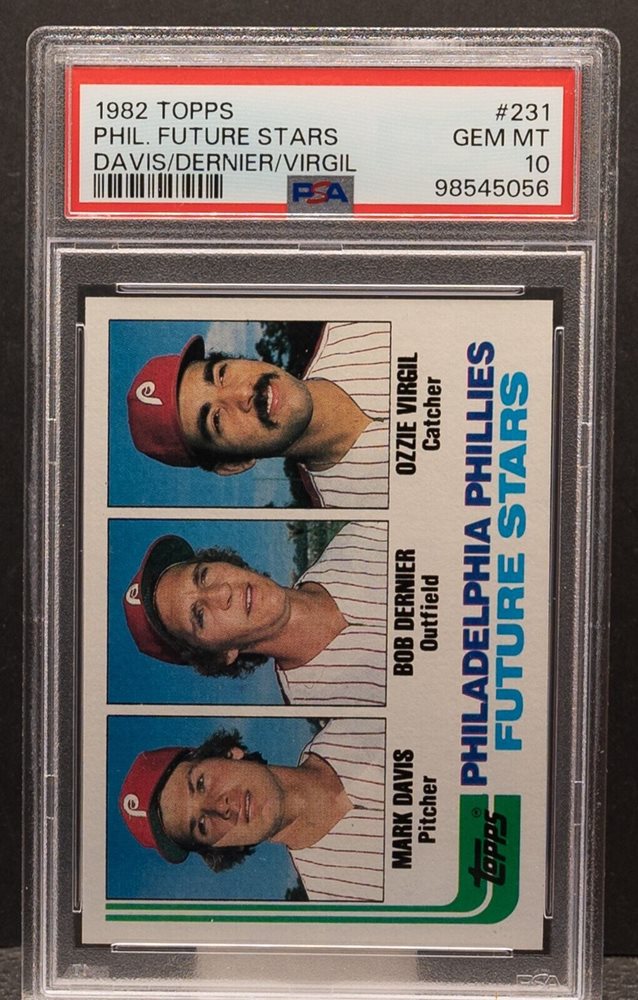 1982 TOPPS #231
PHIL. FUTURE STARS GEM MT
DAVIS/DERNIER/VIRGIL 10
PSA 98545056
P
MARK DAVIS
Pitcher
P
BOB DERNIER
Outfield
P
OZZIE VIRGIL
Catcher
topps®
PHILADELPHIA PHILLIES
FUTURE STARS
PSA